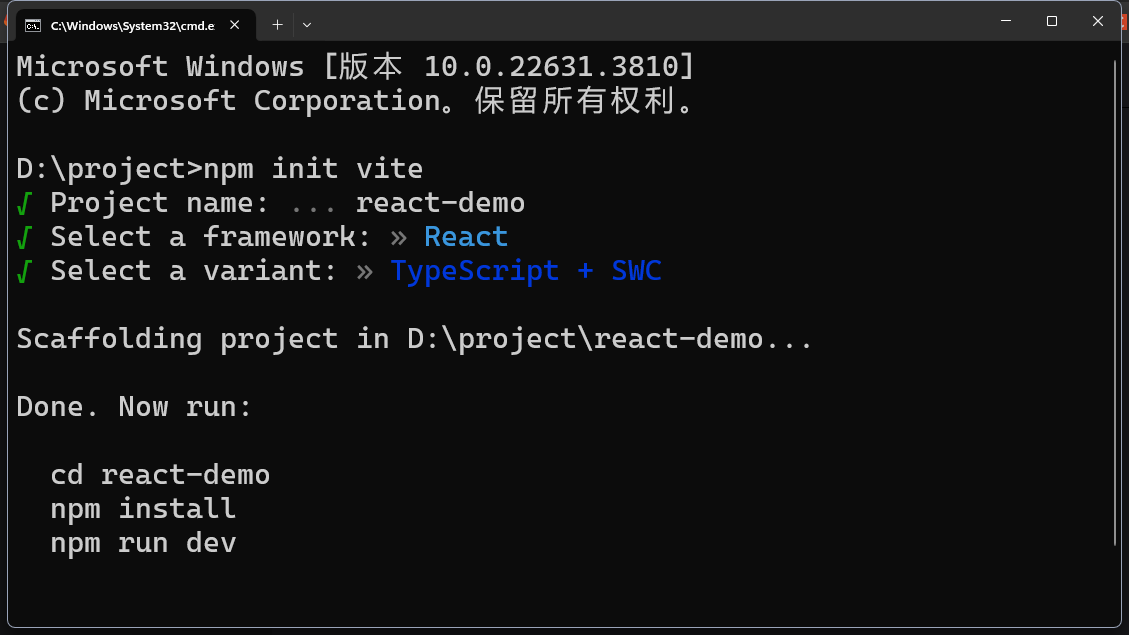 C:\Windows\System32\cmd.e
Microsoft Windows [版本 10.0.22631.3810]
(c) Microsoft Corporation。保留所有权利。
D:\project>npm init vite
√ Project name: ... react-demo
√ Select a framework: » React
√ Select a variant: » TypeScript + SWC
Scaffolding project in D:\project\react-demo...
Done. Now run:
cd react-demo
npm install
npm run dev